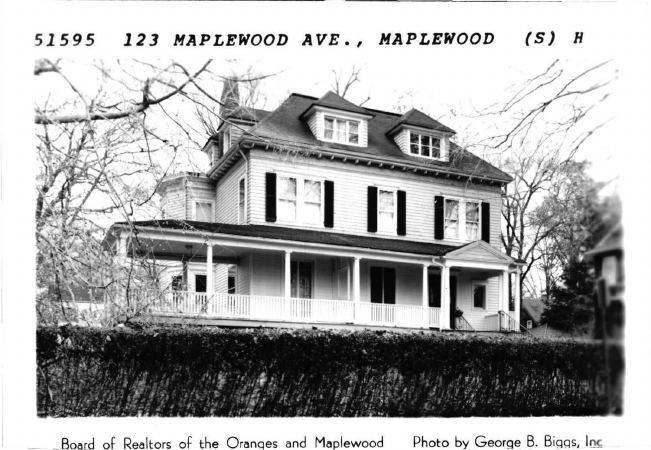 51595 123 MAPLEWOOD AVE., MAPLEWOOD (S) H
Board of Realtors of the Oranges and Maplewood Photo by George B. Biggs, Inc